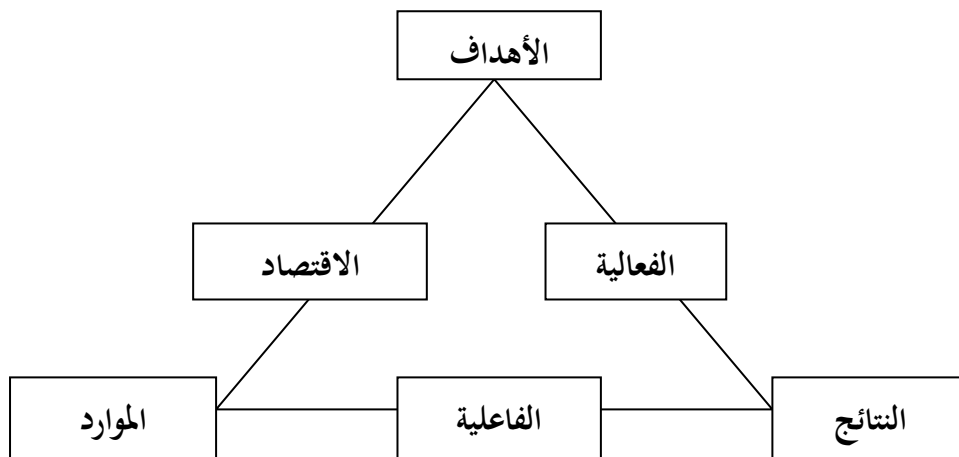 الأهداف
الفعالية
الاقتصاد
النتائج
الفاعلية
الموارد